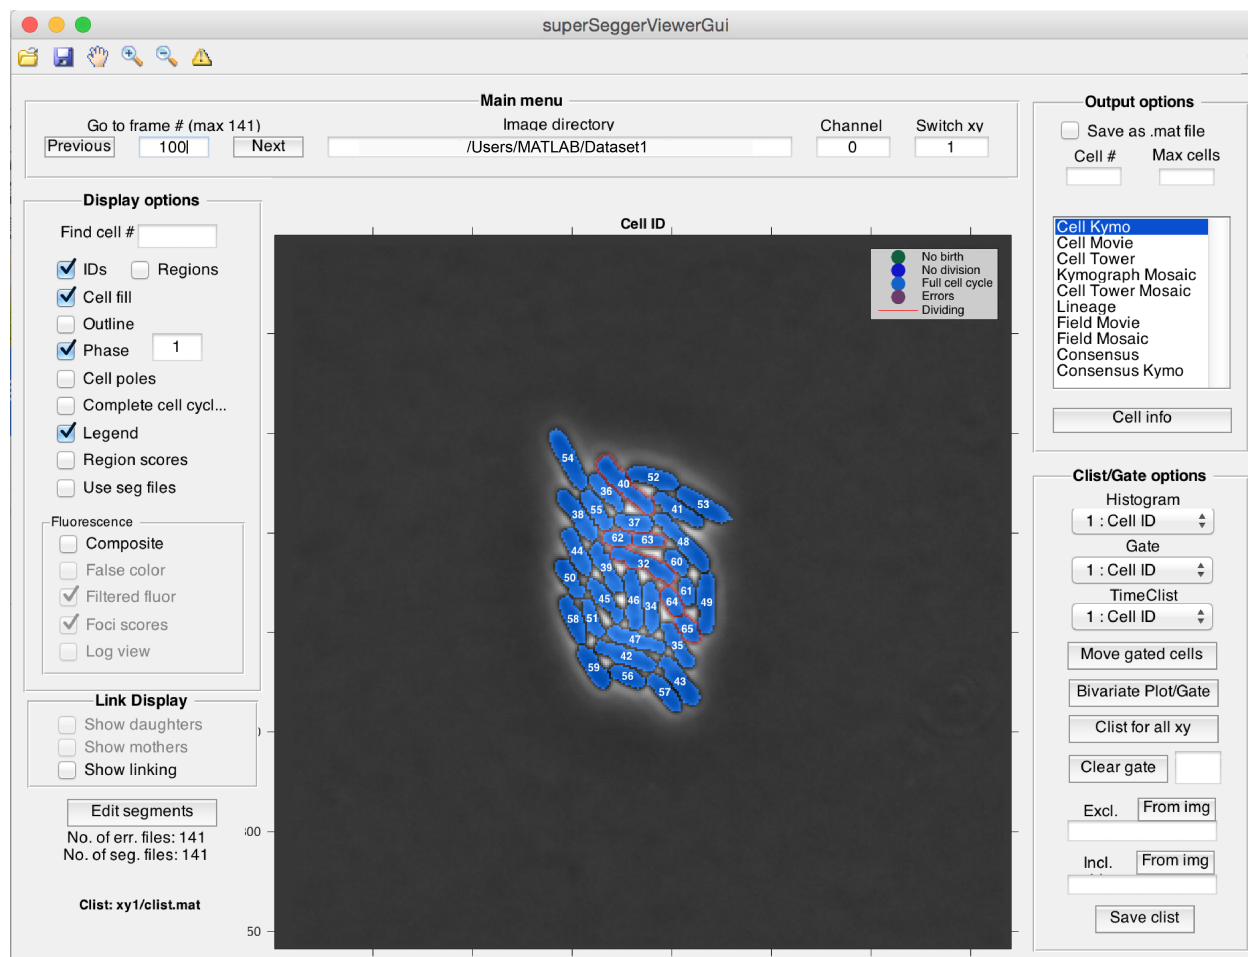 superSeggerViewerGui
Main menu
Go to frame # (max 141)
Previous
100
Next
Image directory
/Users/MATLAB/Dataset1
Channel
0
Switch xy
1
Display options
Find cell #
IDs
Regions
Cell fill
Outline
Phase
1
Cell poles
Complete cell cycl...
Legend
Region scores
Use seg files
Fluorescence
Composite
False color
Filtered fluor
Foci scores
Log view
Link Display
Show daughters
Show mothers
Show linking
Edit segments
No. of err. files: 141
No. of seg. files: 141
Clist: xy1/clist.mat
Cell ID
No birth
No division
Full cell cycle
Errors
Dividing
54
52
40
36
53
55
41
38
37
62
63
48
44
32
60
39
50
61
45
46
34
64
49
58
51
65
47
35
42
59
56
43
57
50
Output options
Save as .mat file
Cell #
Max cells
Cell Kymo
Cell Movie
Cell Tower
Kymograph Mosaic
Cell Tower Mosaic
Lineage
Field Movie
Field Mosaic
Consensus
Consensus Kymo
Cell info
Clist/Gate options
Histogram
1 : Cell ID
Gate
1 : Cell ID
TimeClist
1 : Cell ID
Move gated cells
Bivariate Plot/Gate
Clist for all xy
Clear gate
Excl.
From img
Incl.
From img
Save clist